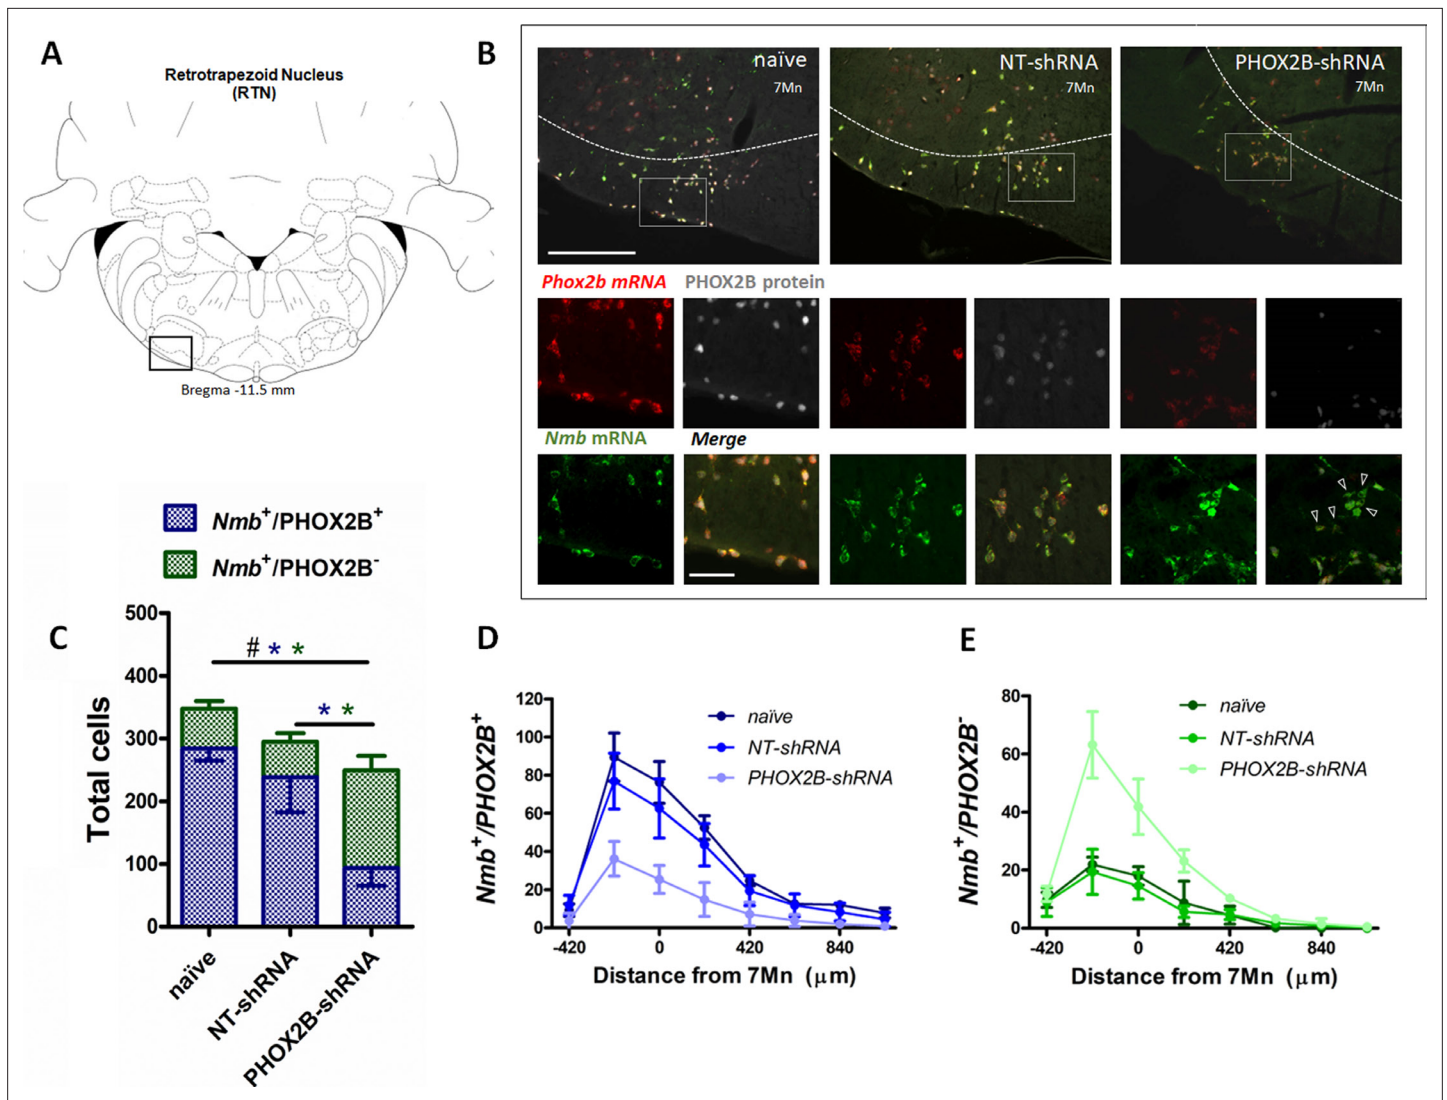 A
Retrotrapezoid Nucleus
(RTN)
Bregma -11.5 mm
B
naïve
7Mn
NT-shRNA
7Mn
PHOX2B-shRNA
7Mn
Phox2b mRNA
PHOX2B protein
Nmb mRNA
Merge
C
Nmb+/PHOX2B+
Nmb+/PHOX2B-
Total cells
500
400
300
200
100
0
# * *
* *
naïve
NT-shRNA
PHOX2B-shRNA
D
Nmb+/PHOX2B+
120
100
80
60
40
20
0
naïve
NT-shRNA
PHOX2B-shRNA
-420
0
420
840
Distance from 7Mn (μm)
E
Nmb+/PHOX2B-
80
60
40
20
0
naïve
NT-shRNA
PHOX2B-shRNA
-420
0
420
840
Distance from 7Mn (μm)